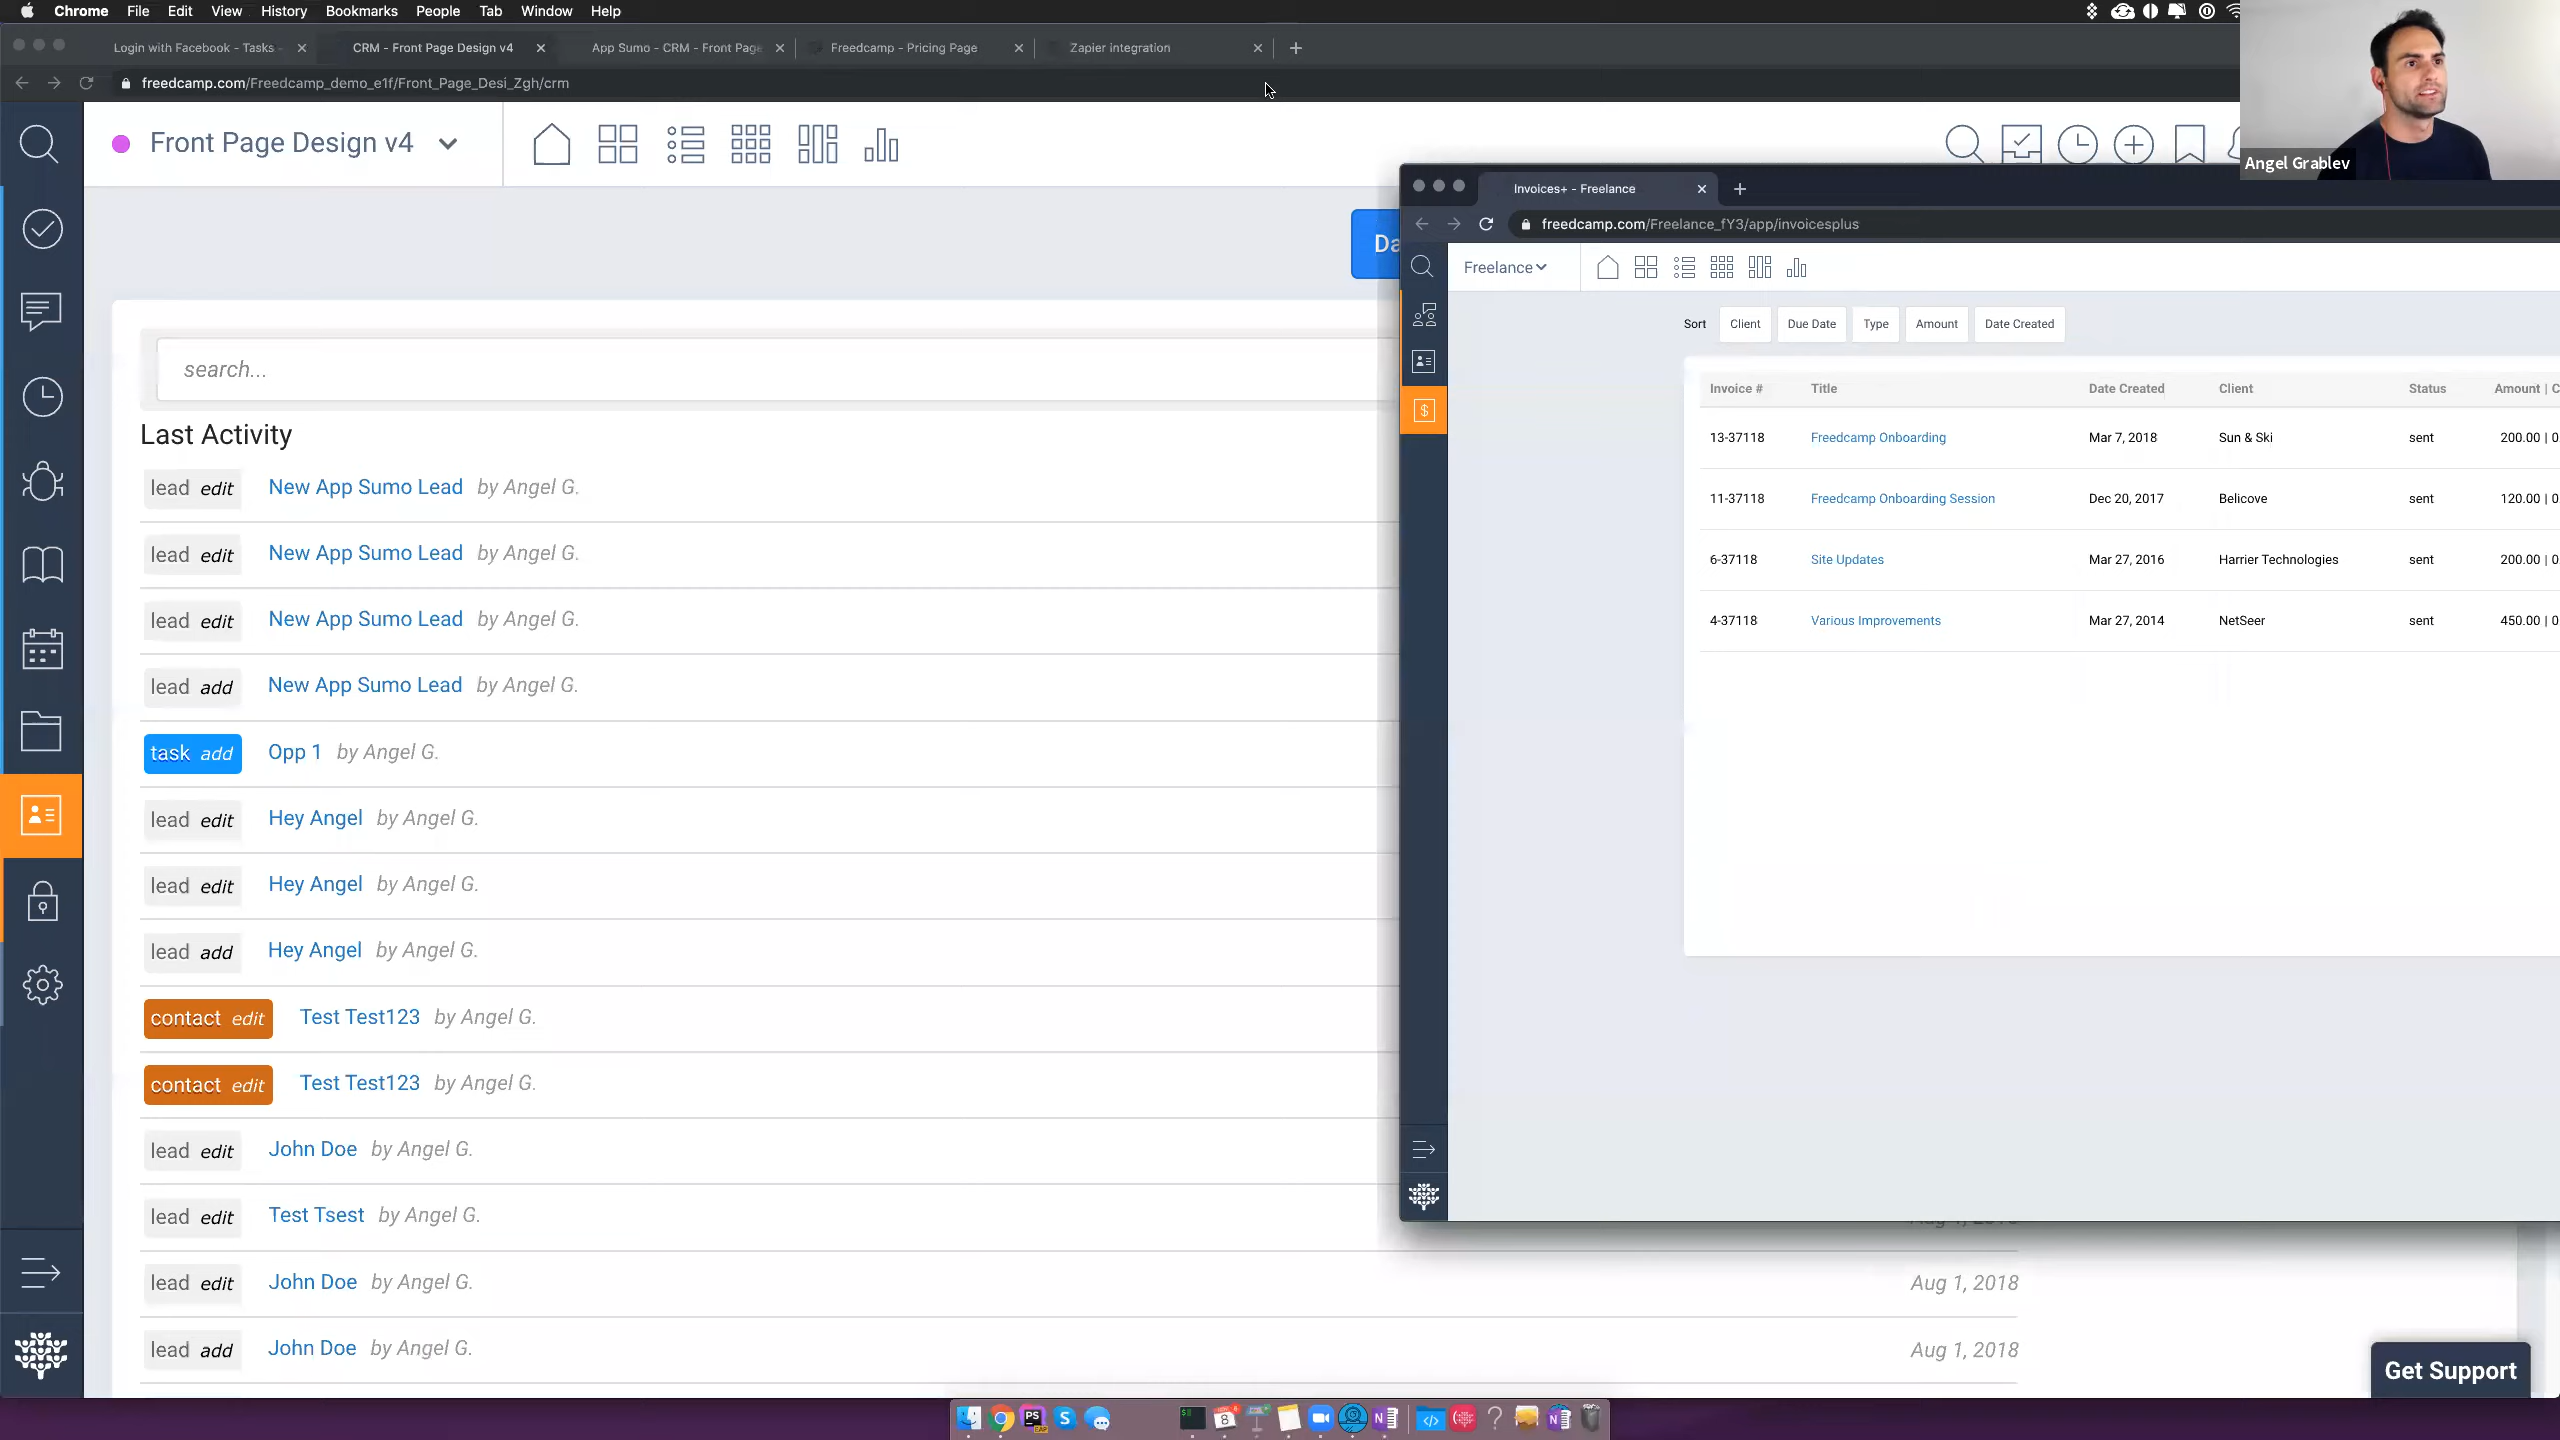 Chrome File Edit View History Bookmarks People Tab Window Help
Login with Facebook - Tasks - CRM - Front Page Design v4 App Sumo - CRM - Front Page Freedcamp - Pricing Page Zapier integration
freedcamp.com/Freedcamp_demo_e1f/Front_Page_Desi_Zgh/crm
Angel Grablev
Front Page Design v4
Da
search...
Last Activity
lead edit New App Sumo Lead by Angel G.
lead edit New App Sumo Lead by Angel G.
lead edit New App Sumo Lead by Angel G.
lead add New App Sumo Lead by Angel G.
task add Opp 1 by Angel G.
lead edit Hey Angel by Angel G.
lead edit Hey Angel by Angel G.
lead add Hey Angel by Angel G.
contact edit Test Test123 by Angel G.
contact edit Test Test123 by Angel G.
lead edit John Doe by Angel G.
lead edit Test Tsest by Angel G.
lead edit John Doe by Angel G. Aug 1, 2018
lead add John Doe by Angel G. Aug 1, 2018
Invoices+ - Freelance
freedcamp.com/Freelance_fY3/app/invoicesplus
Freelance
Sort Client Due Date Type Amount Date Created
Invoice # Title Date Created Client Status Amount | C
13-37118 Freedcamp Onboarding Mar 7, 2018 Sun & Ski sent 200.00 | 0
11-37118 Freedcamp Onboarding Session Dec 20, 2017 Belicove sent 120.00 | 0
6-37118 Site Updates Mar 27, 2016 Harrier Technologies sent 200.00 | 0
4-37118 Various Improvements Mar 27, 2014 NetSeer sent 450.00 | 0
Get Support
PS
EAP
S
8
N
N